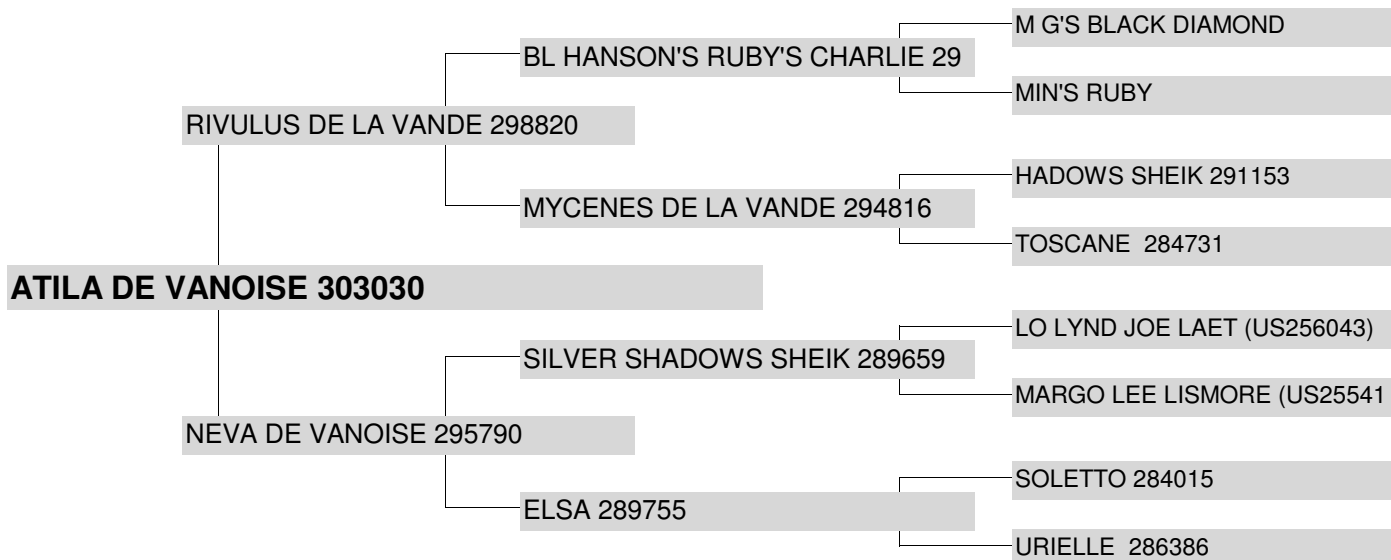 M G'S BLACK DIAMOND
BL HANSON'S RUBY'S CHARLIE 29
MIN'S RUBY
RIVULUS DE LA VANDE 298820
HADOWS SHEIK 291153
MYCENES DE LA VANDE 294816
TOSCANE 284731
ATILA DE VANOISE 303030
LO LYND JOE LAET (US256043)
SILVER SHADOWS SHEIK 289659
MARGO LEE LISMORE (US25541
NEVA DE VANOISE 295790
SOLETTO 284015
ELSA 289755
URIELLE 286386